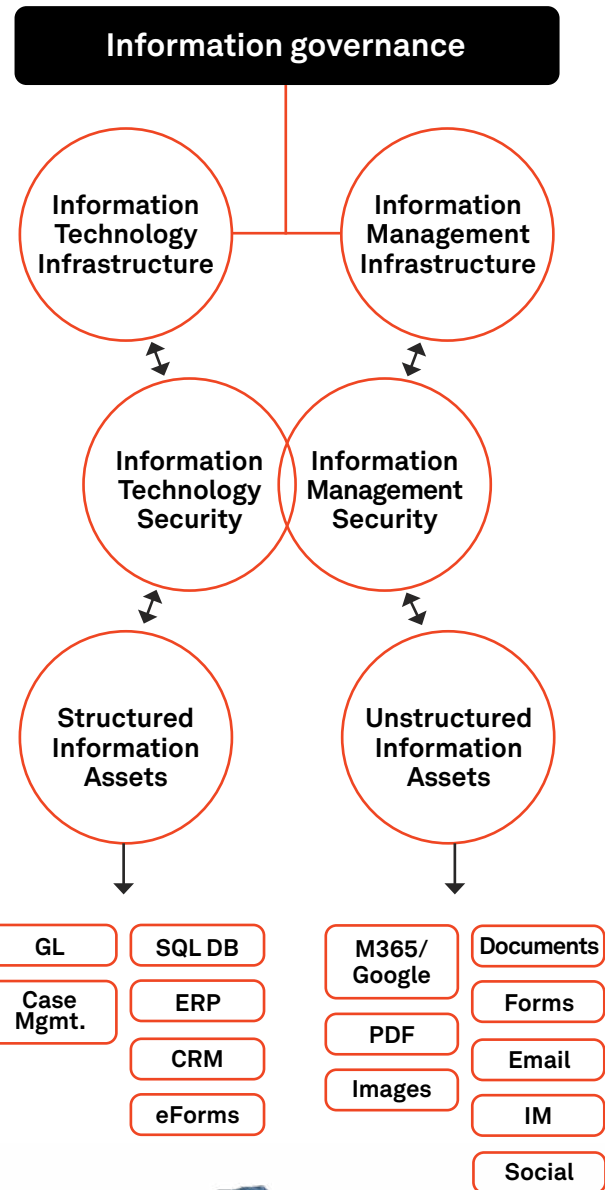 Information governance
Information
Technology
Infrastructure
Information
Management
Infrastructure
Information
Technology
Security
Information
Management
Security
Structured
Information
Assets
Unstructured
Information
Assets
GL
Case
Mgmt.
SQL DB
ERP
CRM
eForms
M365/
Google
PDF
Images
Documents
Forms
Email
IM
Social